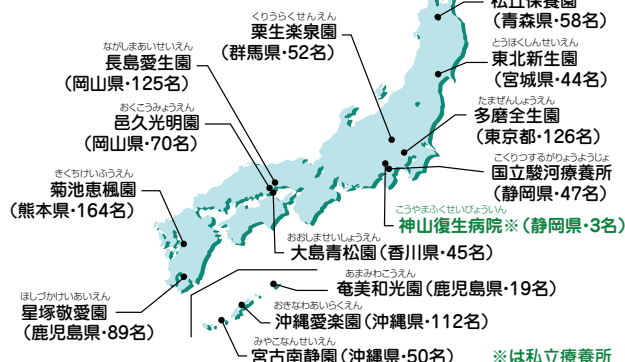 松丘保養園
(青森県・58名)
くりうらくせんえん
栗生楽泉園
(群馬県・52名)
とうほくしんせいえん
東北新生園
(宮城県・44名)
ながしまあいせいえん
長島愛生園
(岡山県・125名)
たまぜんしょうえん
多磨全生園
(東京都・126名)
おくこうみょうえん
邑久光明園
(岡山県・70名)
こくりつするがりょうようじょ
国立駿河療養所
(静岡県・47名)
きくちけいふうえん
菊池恵楓園
(熊本県・164名)
こうやまふくせいびょういん
神山復生病院※(静岡県・3名)
おおしませいしょうえん
大島青松園(香川県・45名)
あまみわこうえん
奄美和光園(鹿児島県・19名)
ほしづかけいあいえん
星塚敬愛園
(鹿児島県・89名)
おきなわあいらくえん
沖縄愛楽園(沖縄県・112名)
みやこなんせいえん
宮古南静園(沖縄県・50名)
※は私立療養所